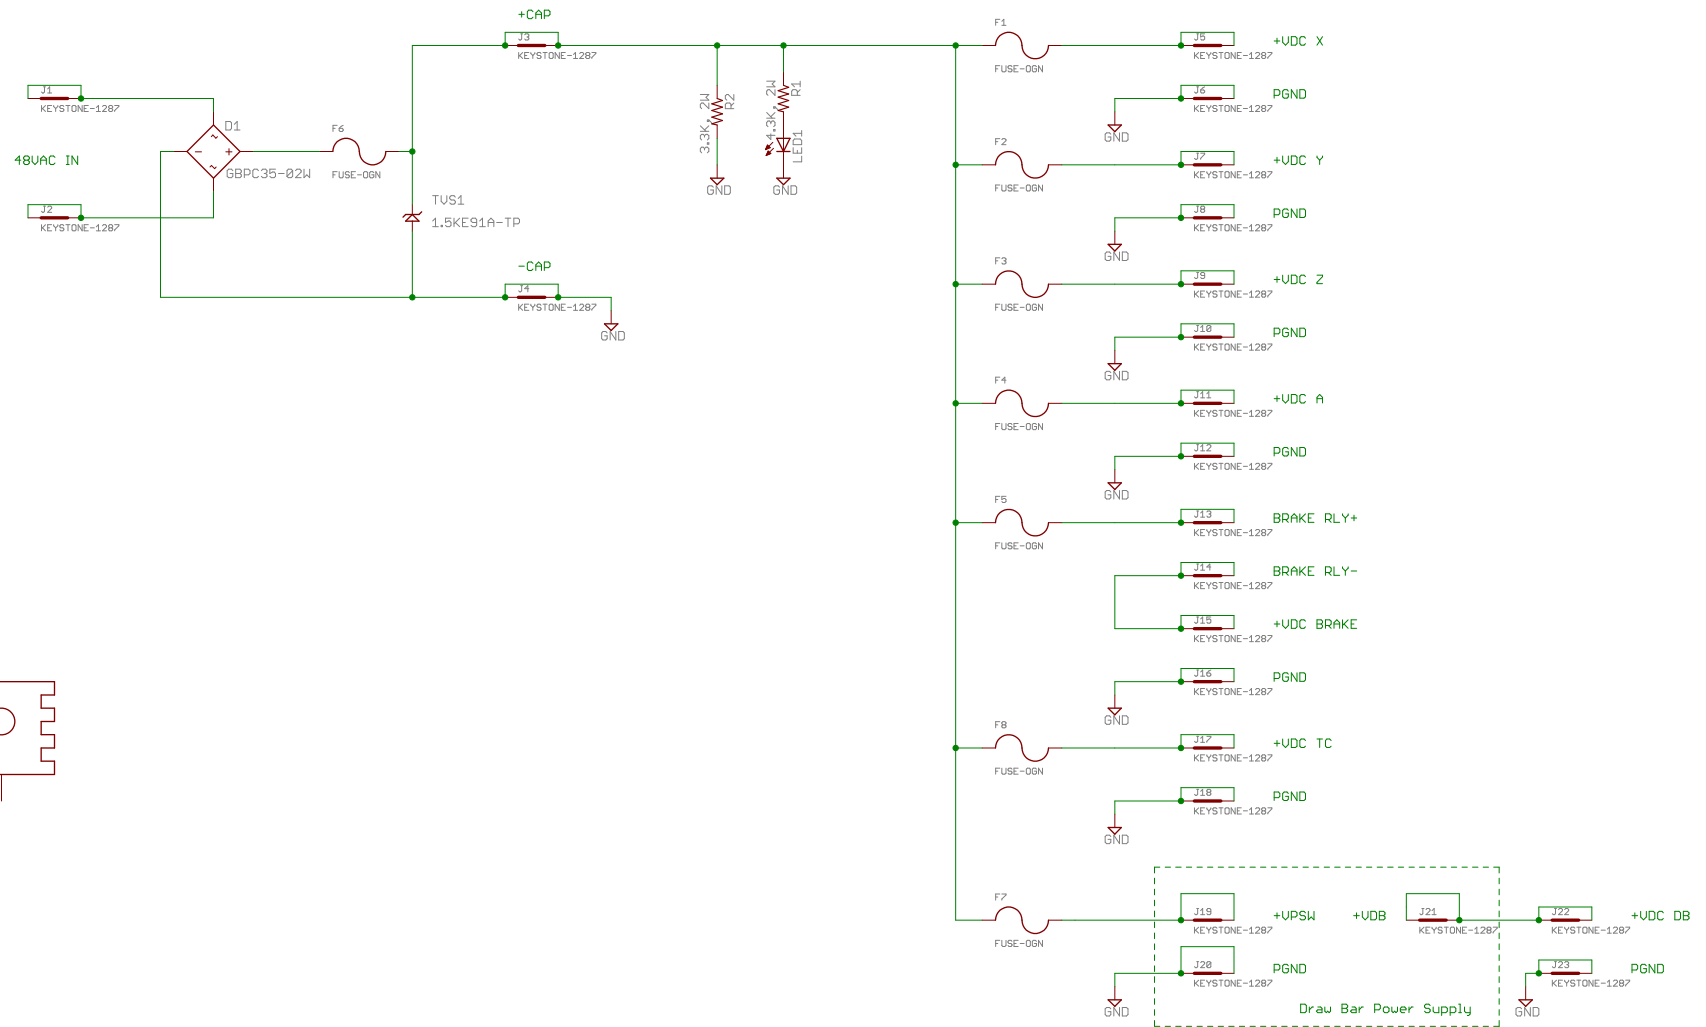 +CAP
J3
KEYSTONE-1287
J1
KEYSTONE-1287
48VAC IN
J2
KEYSTONE-1287
D1
GBPC35-02W
F6
FUSE-OGN
TVS1
1.5KE91A-TP
-CAP
J4
KEYSTONE-1287
GND
3.3K, 2W
R2
GND
4.3K, 2W
R1
LED1
GND
F1
FUSE-OGN
J5
KEYSTONE-1287
+VDC X
J6
KEYSTONE-1287
PGND
GND
F2
FUSE-OGN
J7
KEYSTONE-1287
+VDC Y
J8
KEYSTONE-1287
PGND
GND
F3
FUSE-OGN
J9
KEYSTONE-1287
+VDC Z
J10
KEYSTONE-1287
PGND
GND
F4
FUSE-OGN
J11
KEYSTONE-1287
+VDC A
J12
KEYSTONE-1287
PGND
GND
F5
FUSE-OGN
J13
KEYSTONE-1287
BRAKE RLY+
J14
KEYSTONE-1287
BRAKE RLY-
J15
KEYSTONE-1287
+VDC BRAKE
J16
KEYSTONE-1287
PGND
GND
F8
FUSE-OGN
J17
KEYSTONE-1287
+VDC TC
J18
KEYSTONE-1287
PGND
GND
F7
FUSE-OGN
J19
KEYSTONE-1287
+VPSW
+VDB
J21
KEYSTONE-1287
J22
KEYSTONE-1287
+VDC DB
J20
KEYSTONE-1287
PGND
GND
J23
KEYSTONE-1287
PGND
GND
Draw Bar Power Supply